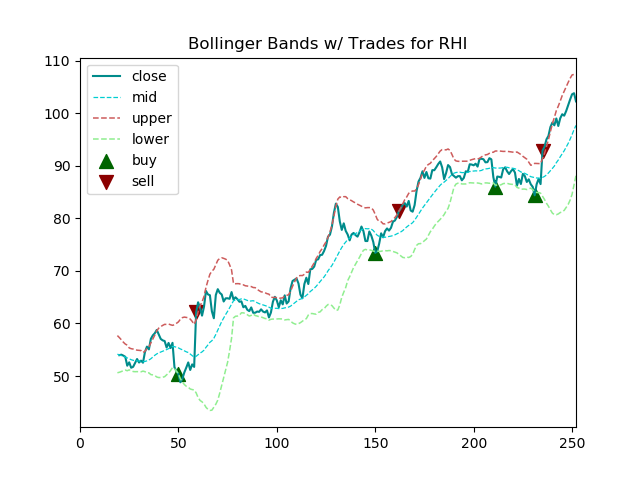 Bollinger Bands w/ Trades for RHI
110
100
90
80
70
60
50
close
mid
upper
lower
buy
sell
0 50 100 150 200 250